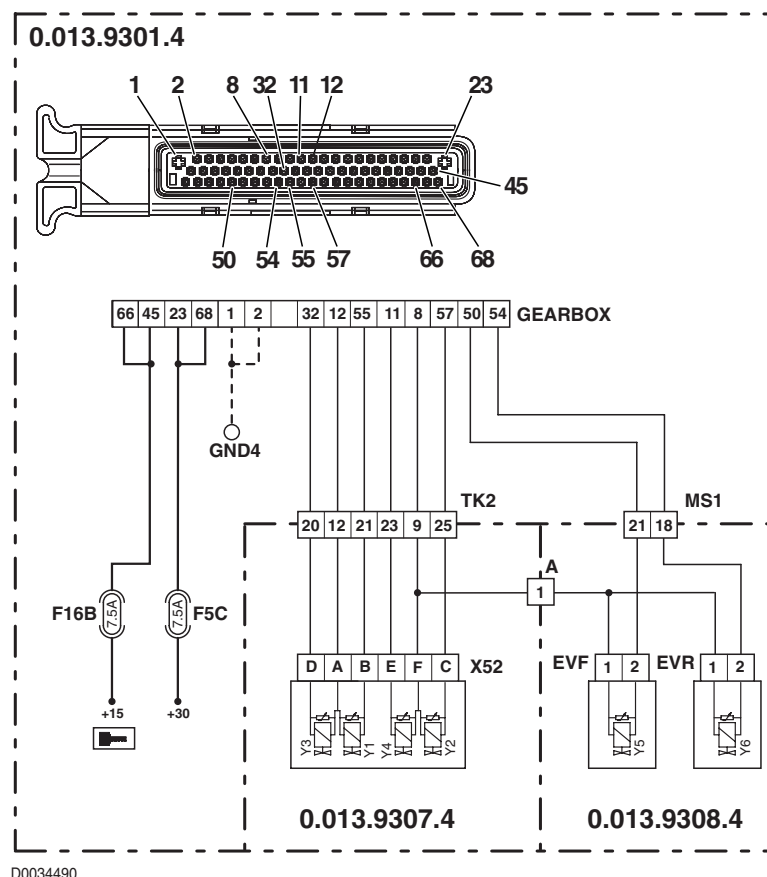 0.013.9301.4
1 2 8 32 11 12 23
45
50 54 55 57 66 68
66 45 23 68 1 2 32 12 55 11 8 57 50 54 GEARBOX
GND4
TK2 MS1
20 12 21 23 9 25 21 18
A
1
F16B 7.5A 7.5A F5C
D A B E F C X52 EVF 1 2 EVR 1 2
Y3 Y1 Y4 Y2 Y5 Y6
+15 +30
0.013.9307.4 0.013.9308.4
D0034490